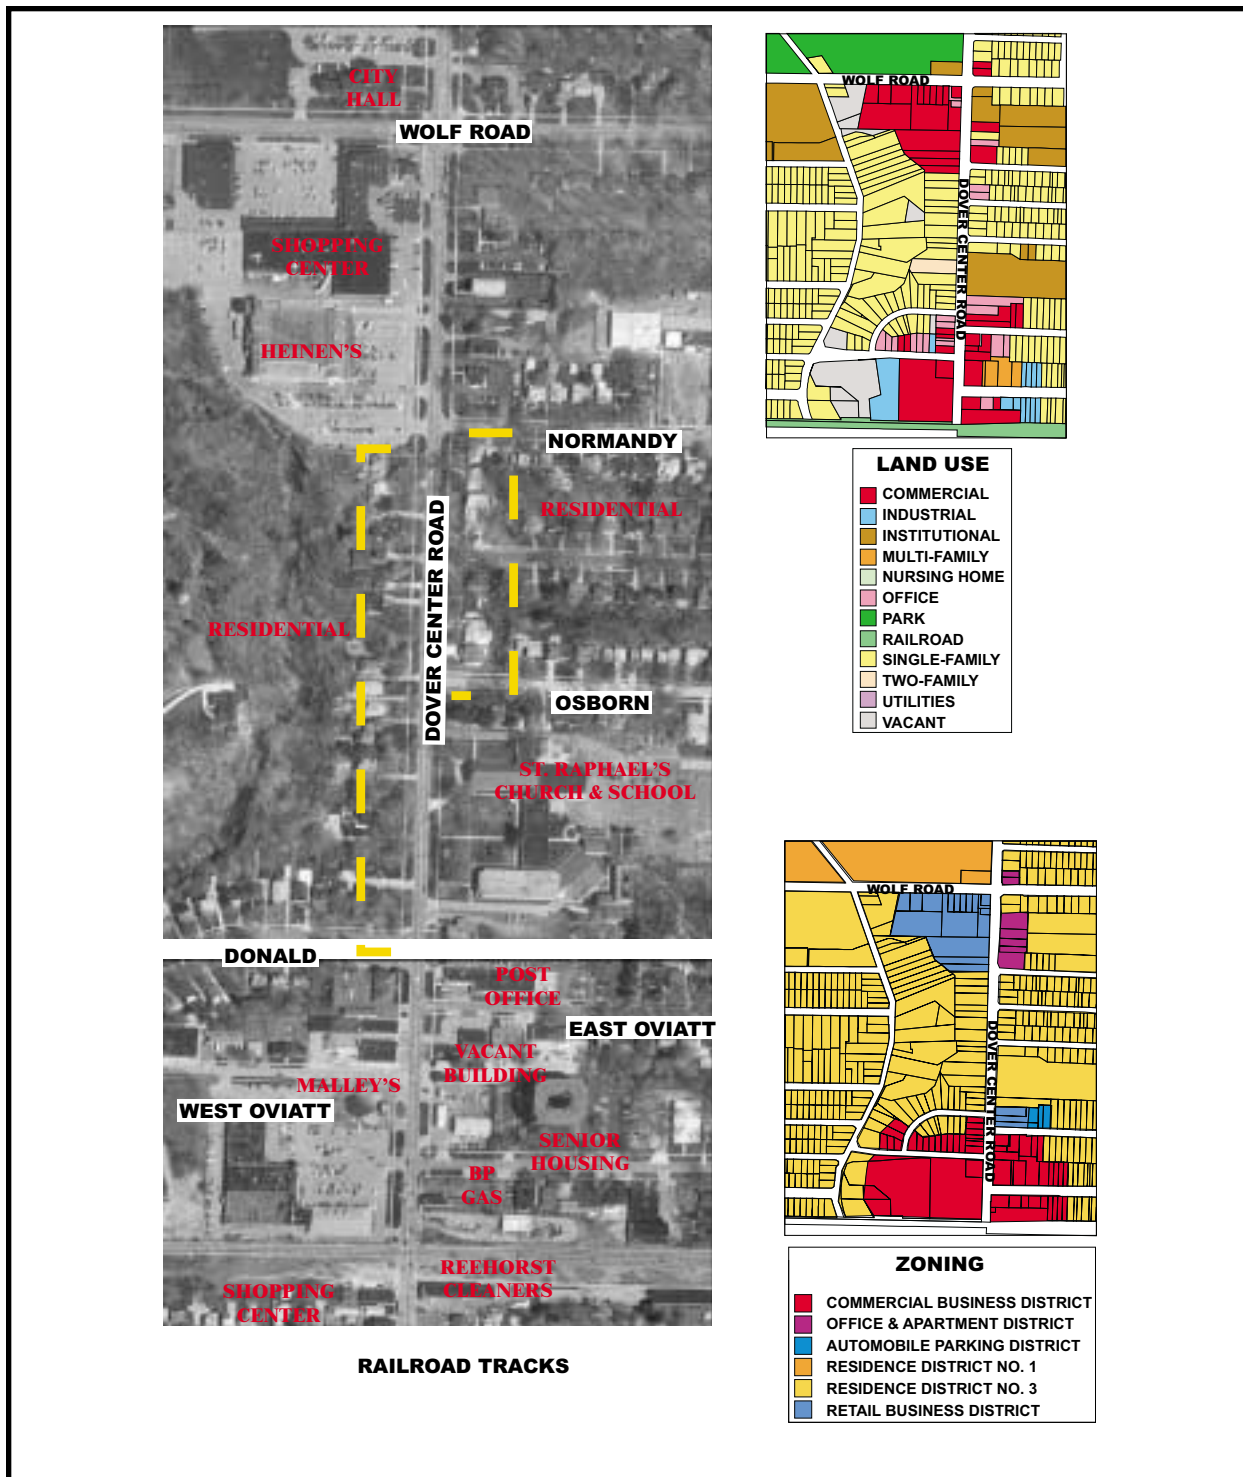 CITY
HALL
WOLF ROAD
SHOPPING
CENTER
HEINEN'S
NORMANDY
RESIDENTIAL
DOVER CENTER ROAD
RESIDENTIAL
OSBORN
ST. RAPHAEL'S
CHURCH & SCHOOL
DONALD
POST
OFFICE
EAST OVIATT
VACANT
BUILDING
MALLEY'S
WEST OVIATT
SENIOR
HOUSING
BP
GAS
REEHORST
CLEANERS
SHOPPING
CENTER
RAILROAD TRACKS
WOLF ROAD
DOVER CENTER ROAD
LAND USE
COMMERCIAL
INDUSTRIAL
INSTITUTIONAL
MULTI-FAMILY
NURSING HOME
OFFICE
PARK
RAILROAD
SINGLE-FAMILY
TWO-FAMILY
UTILITIES
VACANT
WOLF ROAD
DOVER CENTER ROAD
ZONING
COMMERCIAL BUSINESS DISTRICT
OFFICE & APARTMENT DISTRICT
AUTOMOBILE PARKING DISTRICT
RESIDENCE DISTRICT NO. 1
RESIDENCE DISTRICT NO. 3
RETAIL BUSINESS DISTRICT